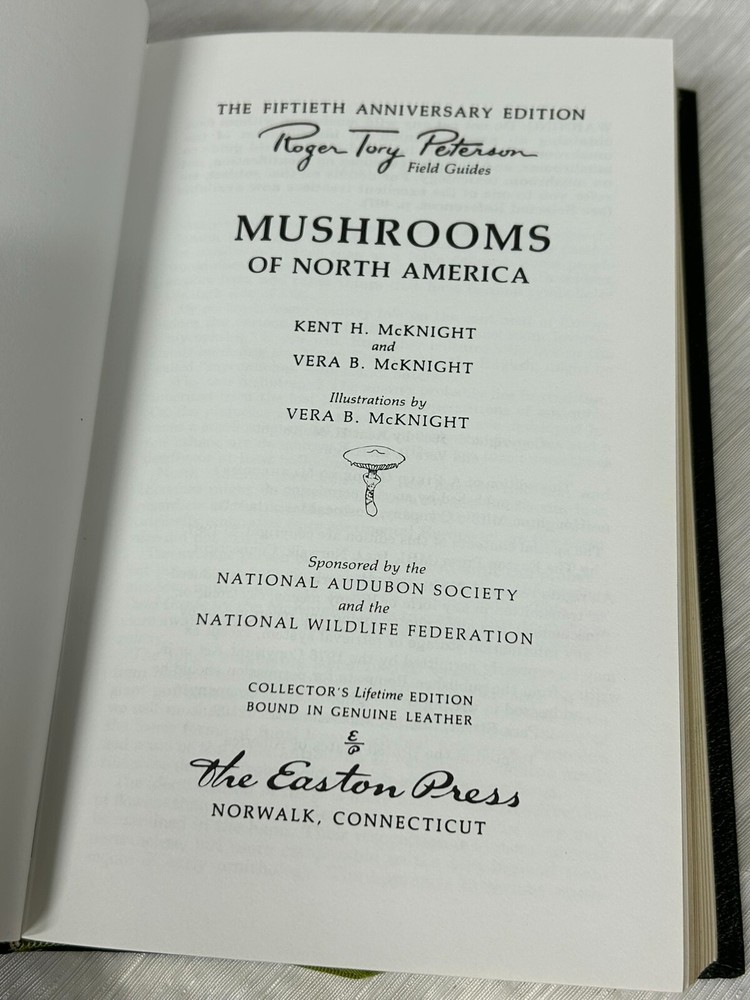 THE FIFTIETH ANNIVERSARY EDITION
Roger Tory Peterson
Field Guides
MUSHROOMS
OF NORTH AMERICA
KENT H. McKNIGHT
and
VERA B. McKNIGHT
Illustrations by
VERA B. McKNIGHT
Sponsored by the
NATIONAL AUDUBON SOCIETY
and the
NATIONAL WILDLIFE FEDERATION
COLLECTOR'S Lifetime EDITION
BOUND IN GENUINE LEATHER
E
P
The Easton Press
NORWALK, CONNECTICUT